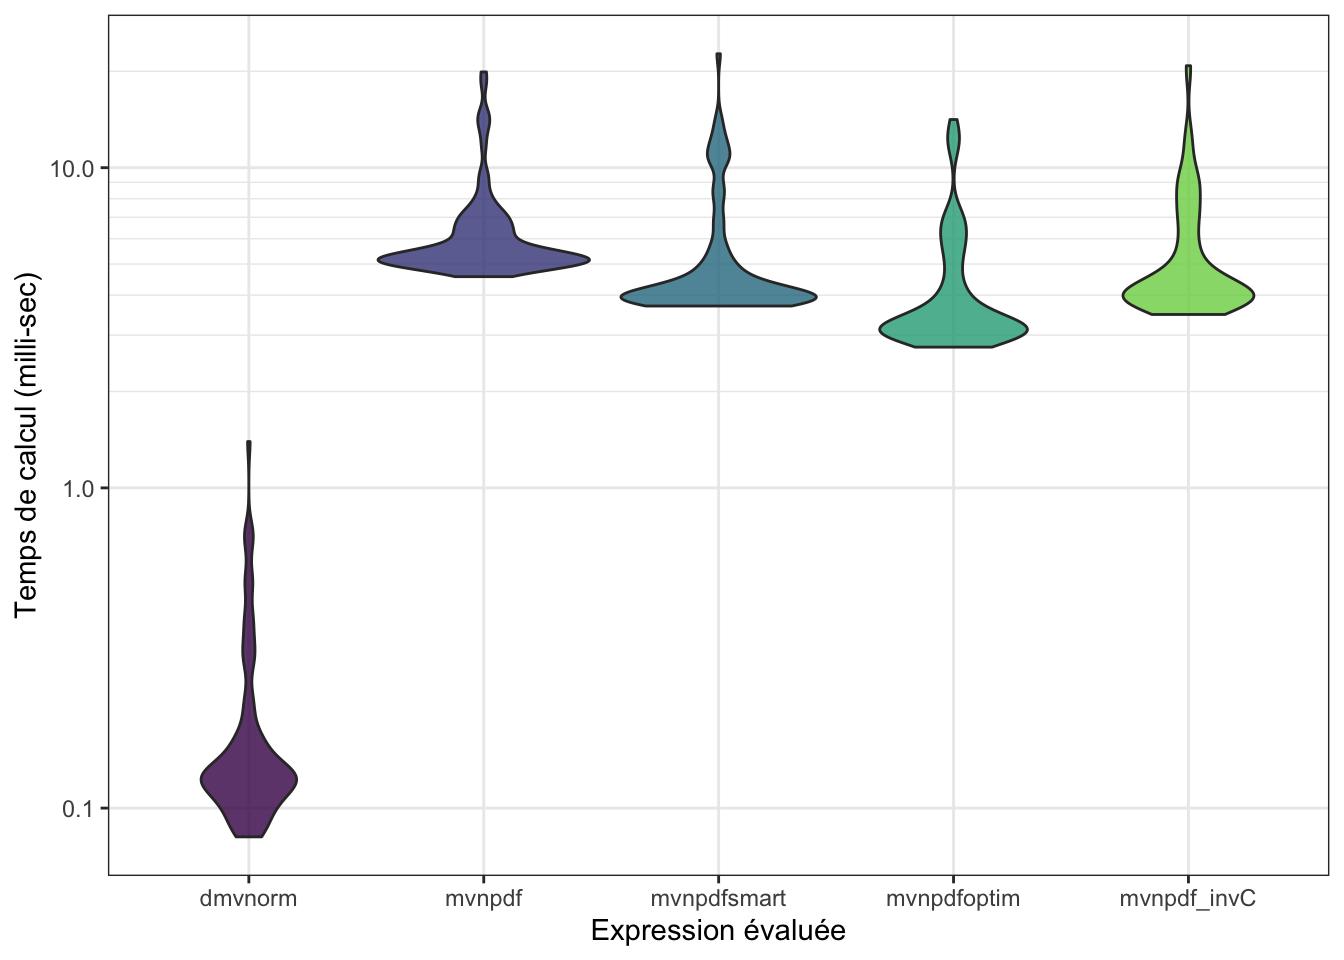 Temps de calcul (milli-sec)
10.0
1.0
0.1
dmvnorm mvnpdf mvnpdfsmart mvnpdfoptim mvnpdf_invC
Expression évaluée